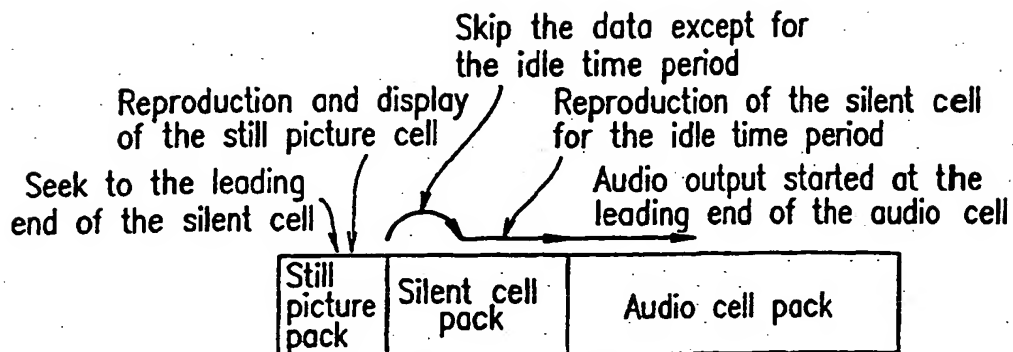 Skip the data except for
the idle time period
Reproduction and display
of the still picture cell
Reproduction of the silent cell
for the idle time period
Seek to the leading
end of the silent cell
Audio output started at the
leading end of the audio cell
Still
picture
pack
Silent cell
pack
Audio cell pack